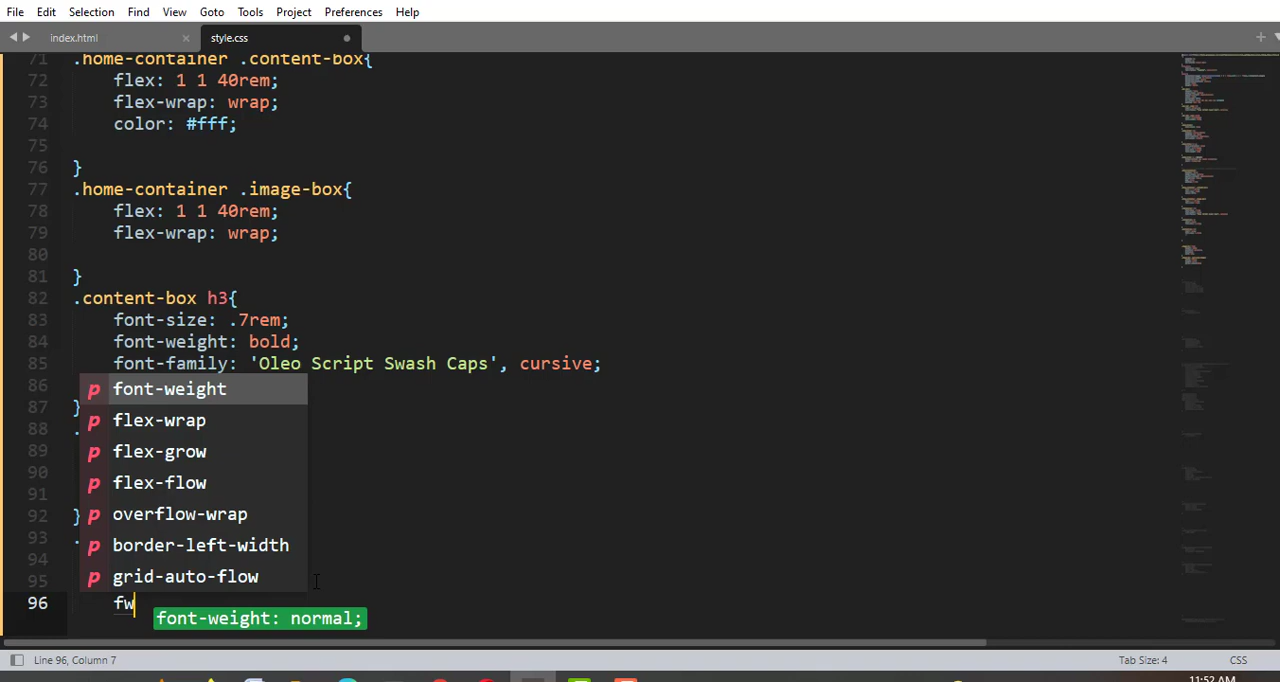 File Edit Selection Find View Goto Tools Project Preferences Help
index.html × style.css
71 .home-container .content-box{
72 flex: 1 1 40rem;
73 flex-wrap: wrap;
74 color: #fff;
75
76 }
77 .home-container .image-box{
78 flex: 1 1 40rem;
79 flex-wrap: wrap;
80
81 }
82 .content-box h3{
83 font-size: .7rem;
84 font-weight: bold;
85 font-family: 'Oleo Script Swash Caps', cursive;
86 p font-weight
87 }
88 . p flex-wrap
89 p flex-grow
90
91 p flex-flow
92 } p overflow-wrap
93 . p border-left-width
94
95 p grid-auto-flow
96 fw
font-weight: normal;
Line 96, Column 7 Tab Size: 4 CSS
11:52 AM